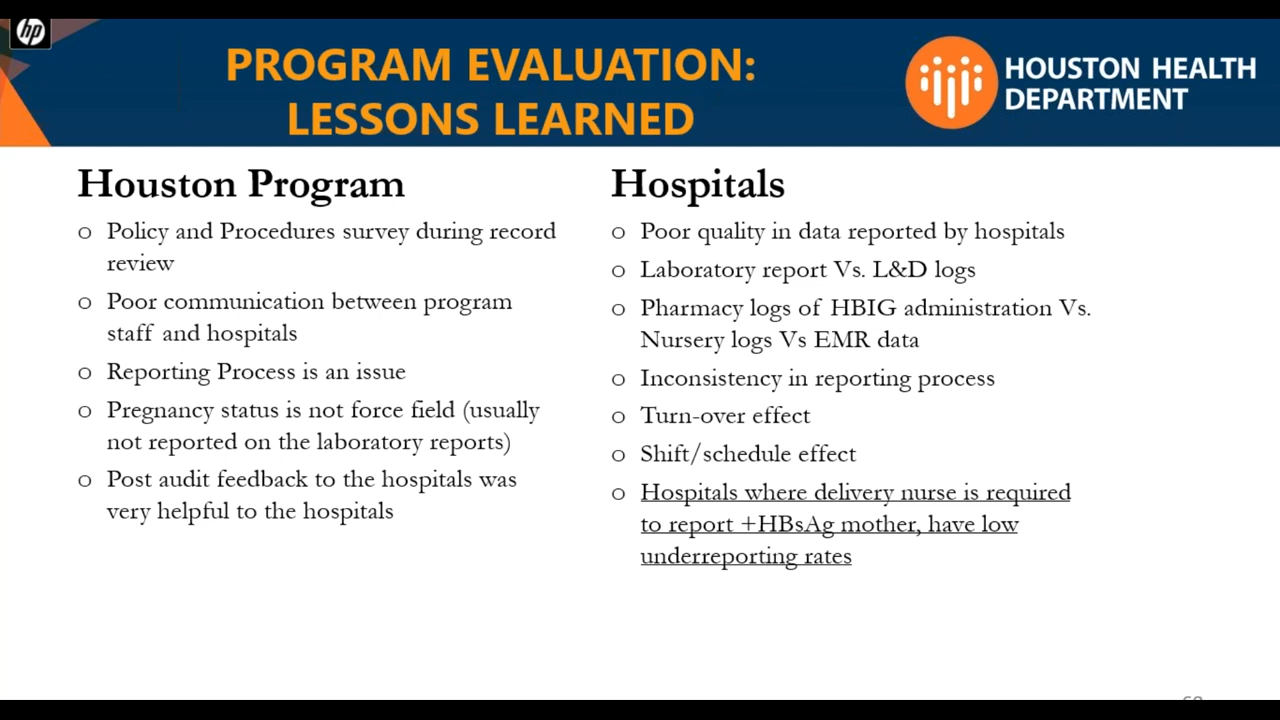 hp
PROGRAM EVALUATION:
LESSONS LEARNED
HOUSTON HEALTH
DEPARTMENT
Houston Program
o Policy and Procedures survey during record
review
o Poor communication between program
staff and hospitals
o Reporting Process is an issue
o Pregnancy status is not force field (usually
not reported on the laboratory reports)
o Post audit feedback to the hospitals was
very helpful to the hospitals
Hospitals
o Poor quality in data reported by hospitals
o Laboratory report Vs. L&D logs
o Pharmacy logs of HBIG administration Vs.
Nursery logs Vs EMR data
o Inconsistency in reporting process
o Turn-over effect
o Shift/schedule effect
o Hospitals where delivery nurse is required
to report +HBsAg mother, have low
underreporting rates